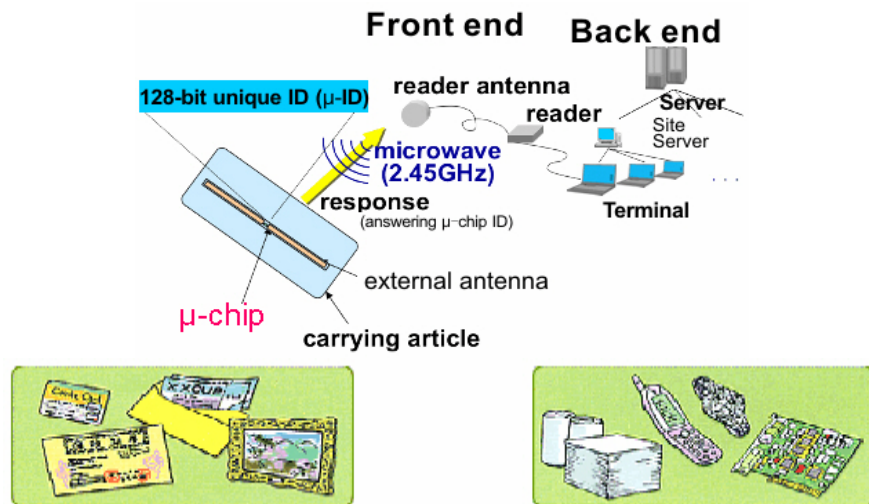 Front end
Back end
128-bit unique ID (μ-ID)
reader antenna
reader
Server
Site
Server
microwave
(2.45GHz)
response
(answering μ-chip ID)
Terminal
. . .
external antenna
μ-chip
carrying article